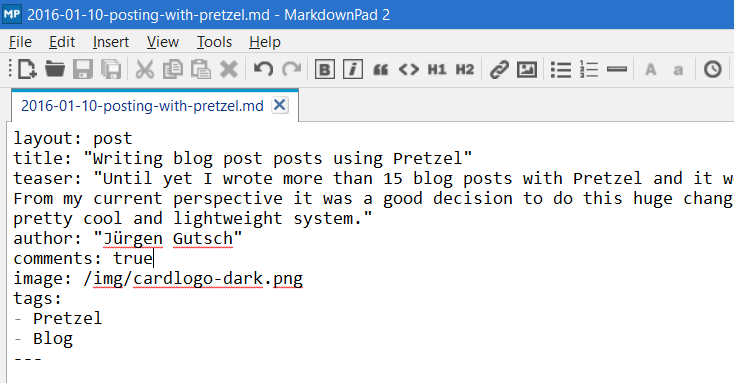 MP 2016-01-10-posting-with-pretzel.md - MarkdownPad 2
File Edit Insert View Tools Help
B i H1 H2 A a
2016-01-10-posting-with-pretzel.md
layout: post
title: "Writing blog post posts using Pretzel"
teaser: "Until yet I wrote more than 15 blog posts with Pretzel and it w
From my current perspective it was a good decision to do this huge chang
pretty cool and lightweight system."
author: "Jürgen Gutsch"
comments: true
image: /img/cardlogo-dark.png
tags:
- Pretzel
- Blog
---